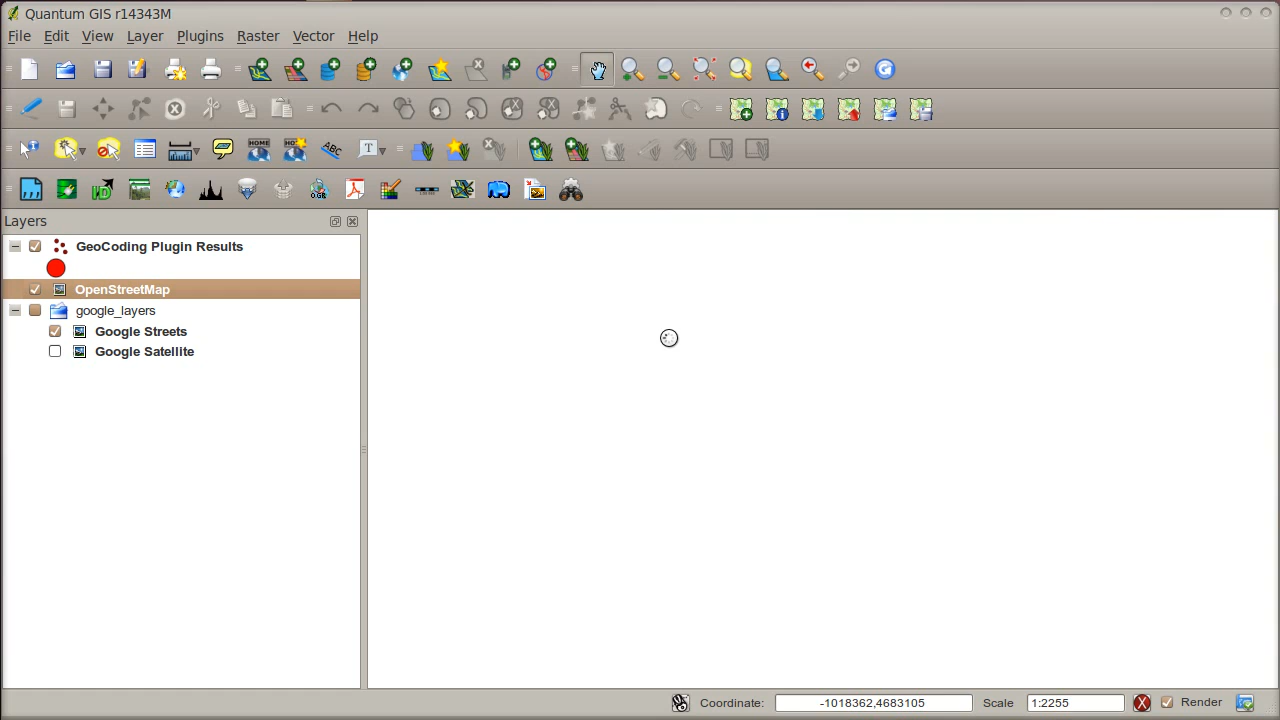 Quantum GIS r14343M
File Edit View Layer Plugins Raster Vector Help
Layers
GeoCoding Plugin Results
OpenStreetMap
google_layers
Google Streets
Google Satellite
Coordinate: -1018362,4683105 Scale 1:2255 Render